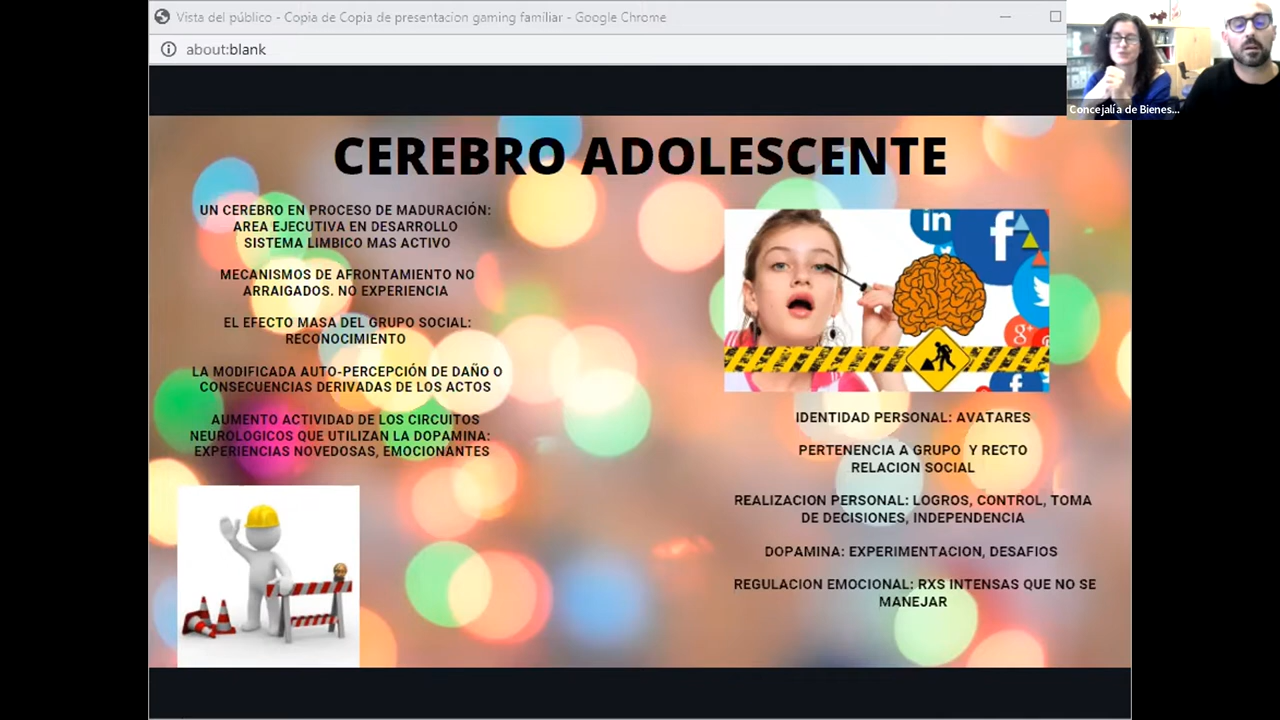 Vista del público - Copia de Copia de presentacion gaming familiar - Google Chrome
about:blank
Concejalía de Bienes...
CEREBRO ADOLESCENTE
UN CEREBRO EN PROCESO DE MADURACIÓN:
AREA EJECUTIVA EN DESARROLLO
SISTEMA LIMBICO MAS ACTIVO
MECANISMOS DE AFRONTAMIENTO NO
ARRAIGADOS. NO EXPERIENCIA
EL EFECTO MASA DEL GRUPO SOCIAL:
RECONOCIMIENTO
LA MODIFICADA AUTO-PERCEPCIÓN DE DAÑO O
CONSECUENCIAS DERIVADAS DE LOS ACTOS
AUMENTO ACTIVIDAD DE LOS CIRCUITOS
NEUROLOGICOS QUE UTILIZAN LA DOPAMINA:
EXPERIENCIAS NOVEDOSAS, EMOCIONANTES
in
f
g+
f
IDENTIDAD PERSONAL: AVATARES
PERTENENCIA A GRUPO Y RECTO
RELACION SOCIAL
REALIZACION PERSONAL: LOGROS, CONTROL, TOMA
DE DECISIONES, INDEPENDENCIA
DOPAMINA: EXPERIMENTACION, DESAFIOS
REGULACION EMOCIONAL; RXS INTENSAS QUE NO SE
MANEJAR